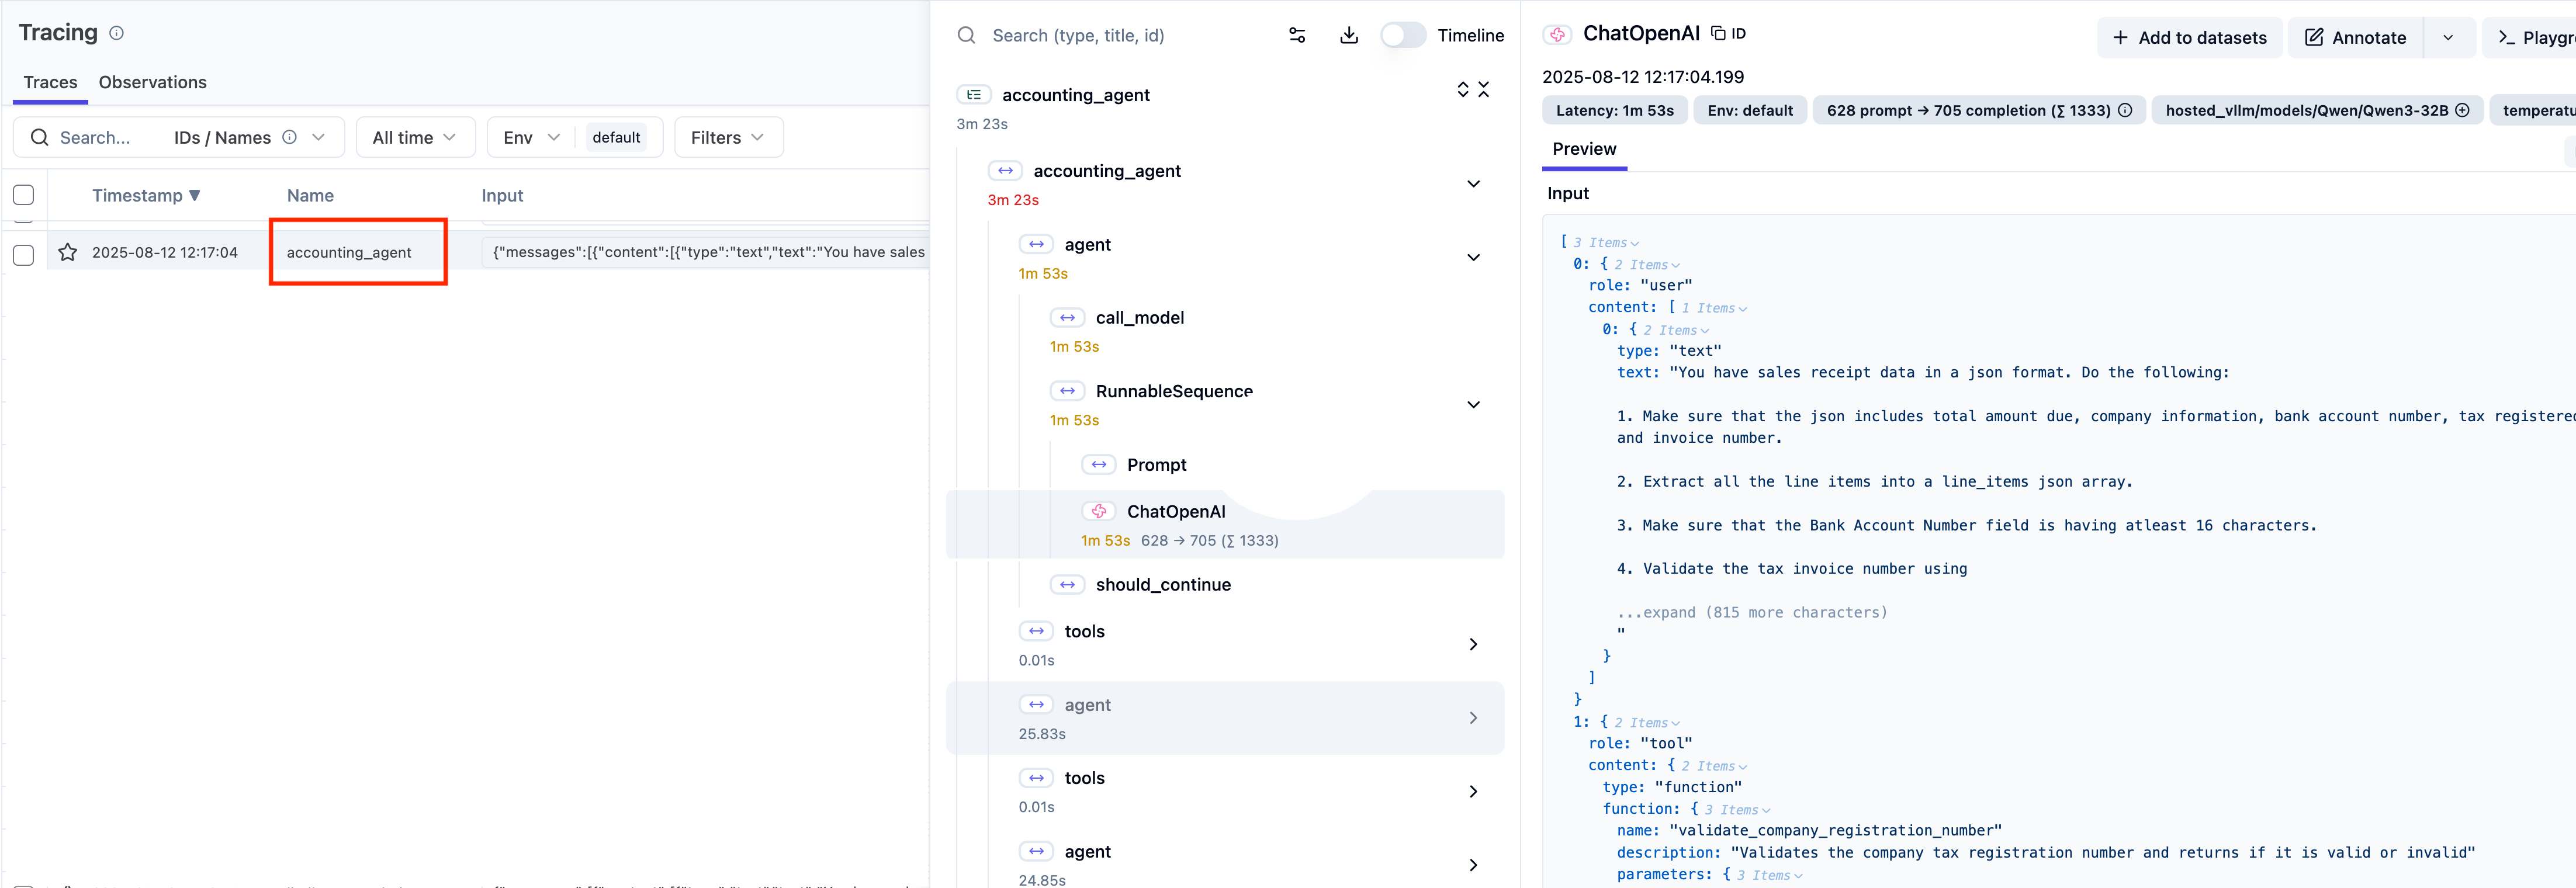 Tracing
Traces Observations
Search... IDs / Names All time Env default Filters
Timestamp ▼ Name Input
2025-08-12 12:17:04 accounting_agent {"messages":[{"content":[{"type":"text","text":"You have sales
Search (type, title, id) Timeline
accounting_agent
3m 23s
accounting_agent
3m 23s
agent
1m 53s
call_model
1m 53s
RunnableSequence
1m 53s
Prompt
ChatOpenAI
1m 53s 628 → 705 (∑ 1333)
should_continue
tools
0.01s
agent
25.83s
tools
0.01s
agent
24.85s
ChatOpenAI ID
+ Add to datasets Annotate
2025-08-12 12:17:04.199
Latency: 1m 53s Env: default 628 prompt → 705 completion (∑ 1333) hosted_vllm/models/Qwen/Qwen3-32B
Preview
Input
[ 3 Items
0: { 2 Items
role: "user"
content: [ 1 Items
0: { 2 Items
type: "text"
text: "You have sales receipt data in a json format. Do the following:
1. Make sure that the json includes total amount due, company information, bank account number, tax registered
and invoice number.
2. Extract all the line items into a line_items json array.
3. Make sure that the Bank Account Number field is having atleast 16 characters.
4. Validate the tax invoice number using
...expand (815 more characters)
"
}
]
}
1: { 2 Items
role: "tool"
content: { 2 Items
type: "function"
function: { 3 Items
name: "validate_company_registration_number"
description: "Validates the company tax registration number and returns if it is valid or invalid"
parameters: { 3 Items